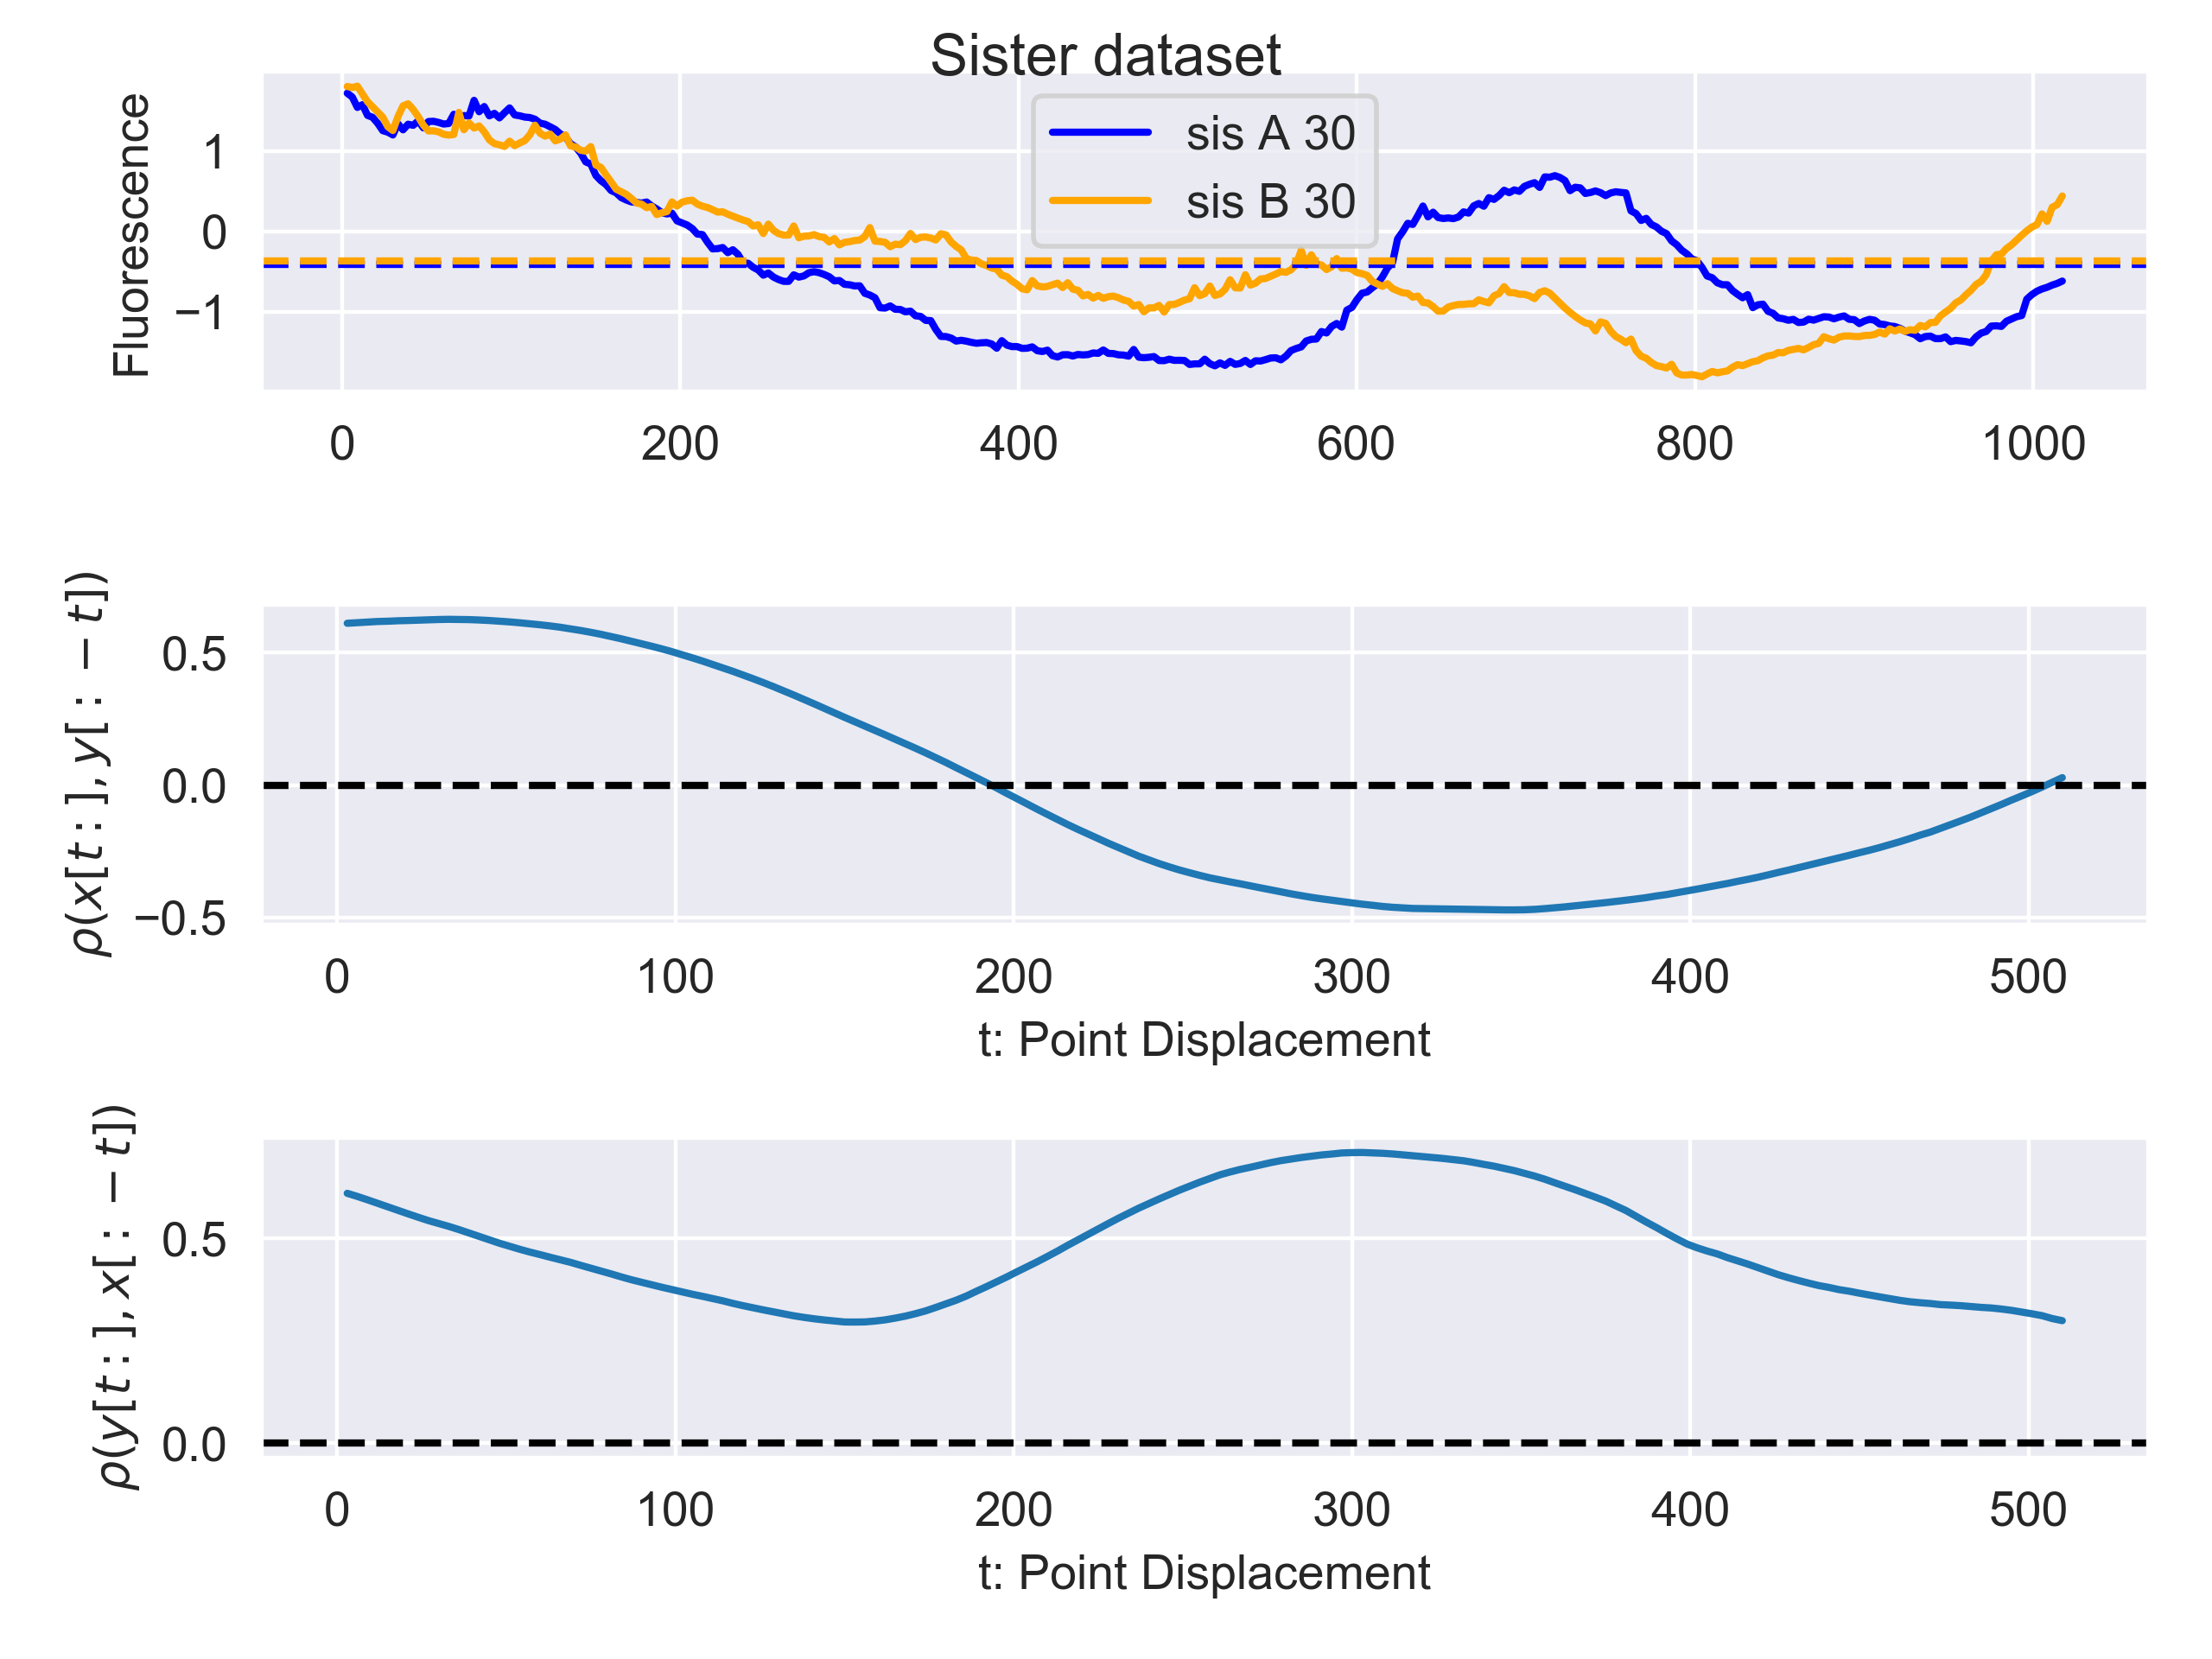 Sister dataset
Fluorescence
1
0
−1
sis A 30
sis B 30
0 200 400 600 800 1000
ρ(x[t:],y[:−t])
0.5
0.0
−0.5
0 100 200 300 400 500
t: Point Displacement
ρ(y[t:],x[:−t])
0.5
0.0
0 100 200 300 400 500
t: Point Displacement